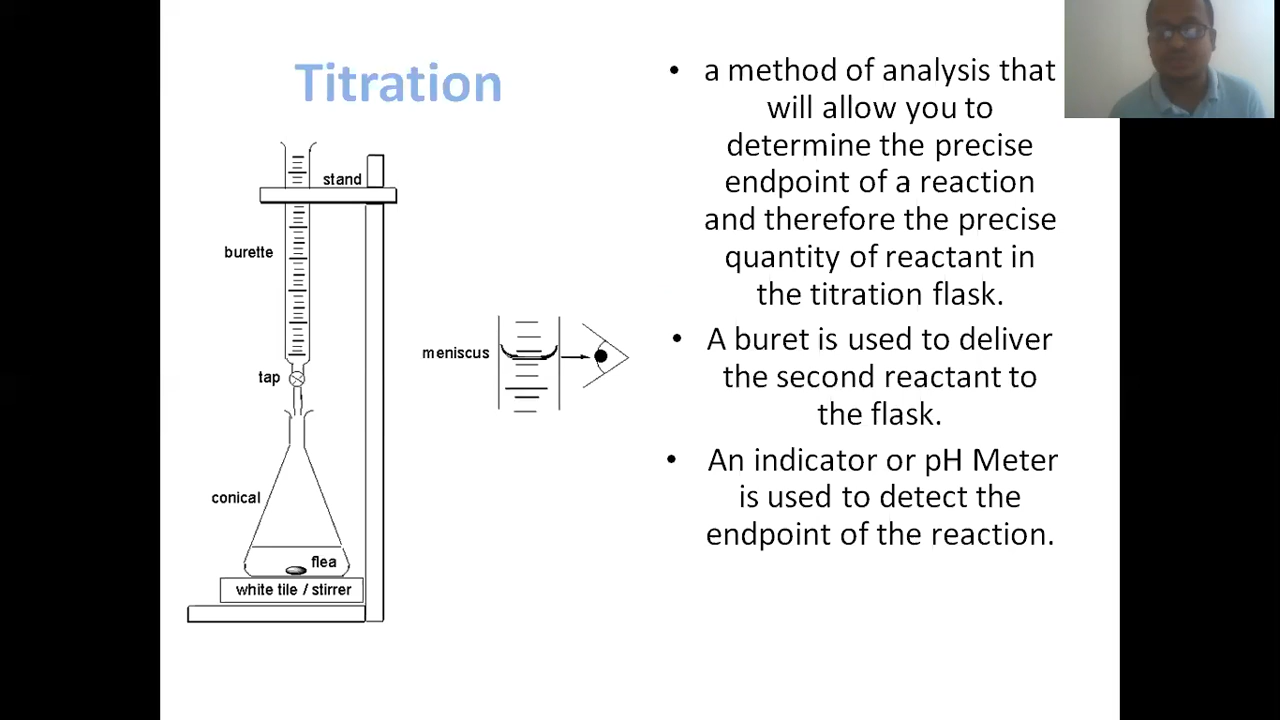 Titration
stand
burette
tap
conical
flea
white tile / stirrer
meniscus
• a method of analysis that
will allow you to
determine the precise
endpoint of a reaction
and therefore the precise
quantity of reactant in
the titration flask.
• A buret is used to deliver
the second reactant to
the flask.
• An indicator or pH Meter
is used to detect the
endpoint of the reaction.